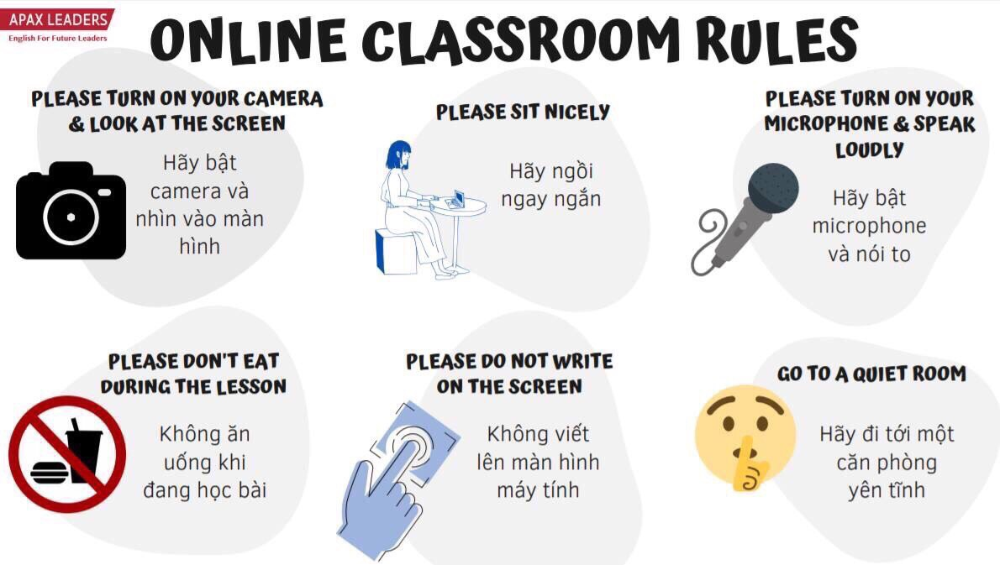 APAX LEADERS
English For Future Leaders
ONLINE CLASSROOM RULES
PLEASE TURN ON YOUR CAMERA
& LOOK AT THE SCREEN
Hãy bật
camera và
nhìn vào màn
hình
PLEASE SIT NICELY
Hãy ngồi
ngay ngắn
PLEASE TURN ON YOUR
MICROPHONE & SPEAK
LOUDLY
Hãy bật
microphone
và nói to
PLEASE DON'T EAT
DURING THE LESSON
Không ăn
uống khi
đang học bài
PLEASE DO NOT WRITE
ON THE SCREEN
Không viết
lên màn hình
máy tính
GO TO A QUIET ROOM
Hãy đi tới một
căn phòng
yên tĩnh